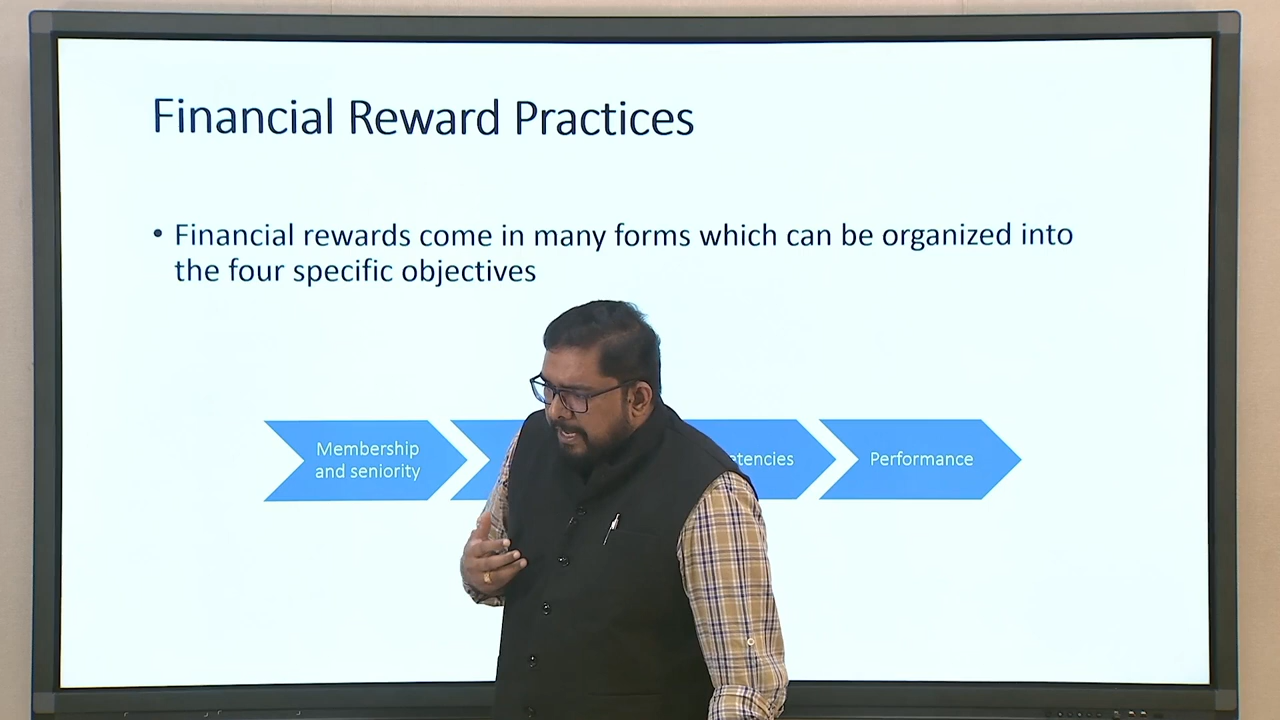 Financial Reward Practices
• Financial rewards come in many forms which can be organized into
the four specific objectives
Membership
and seniority
Performance